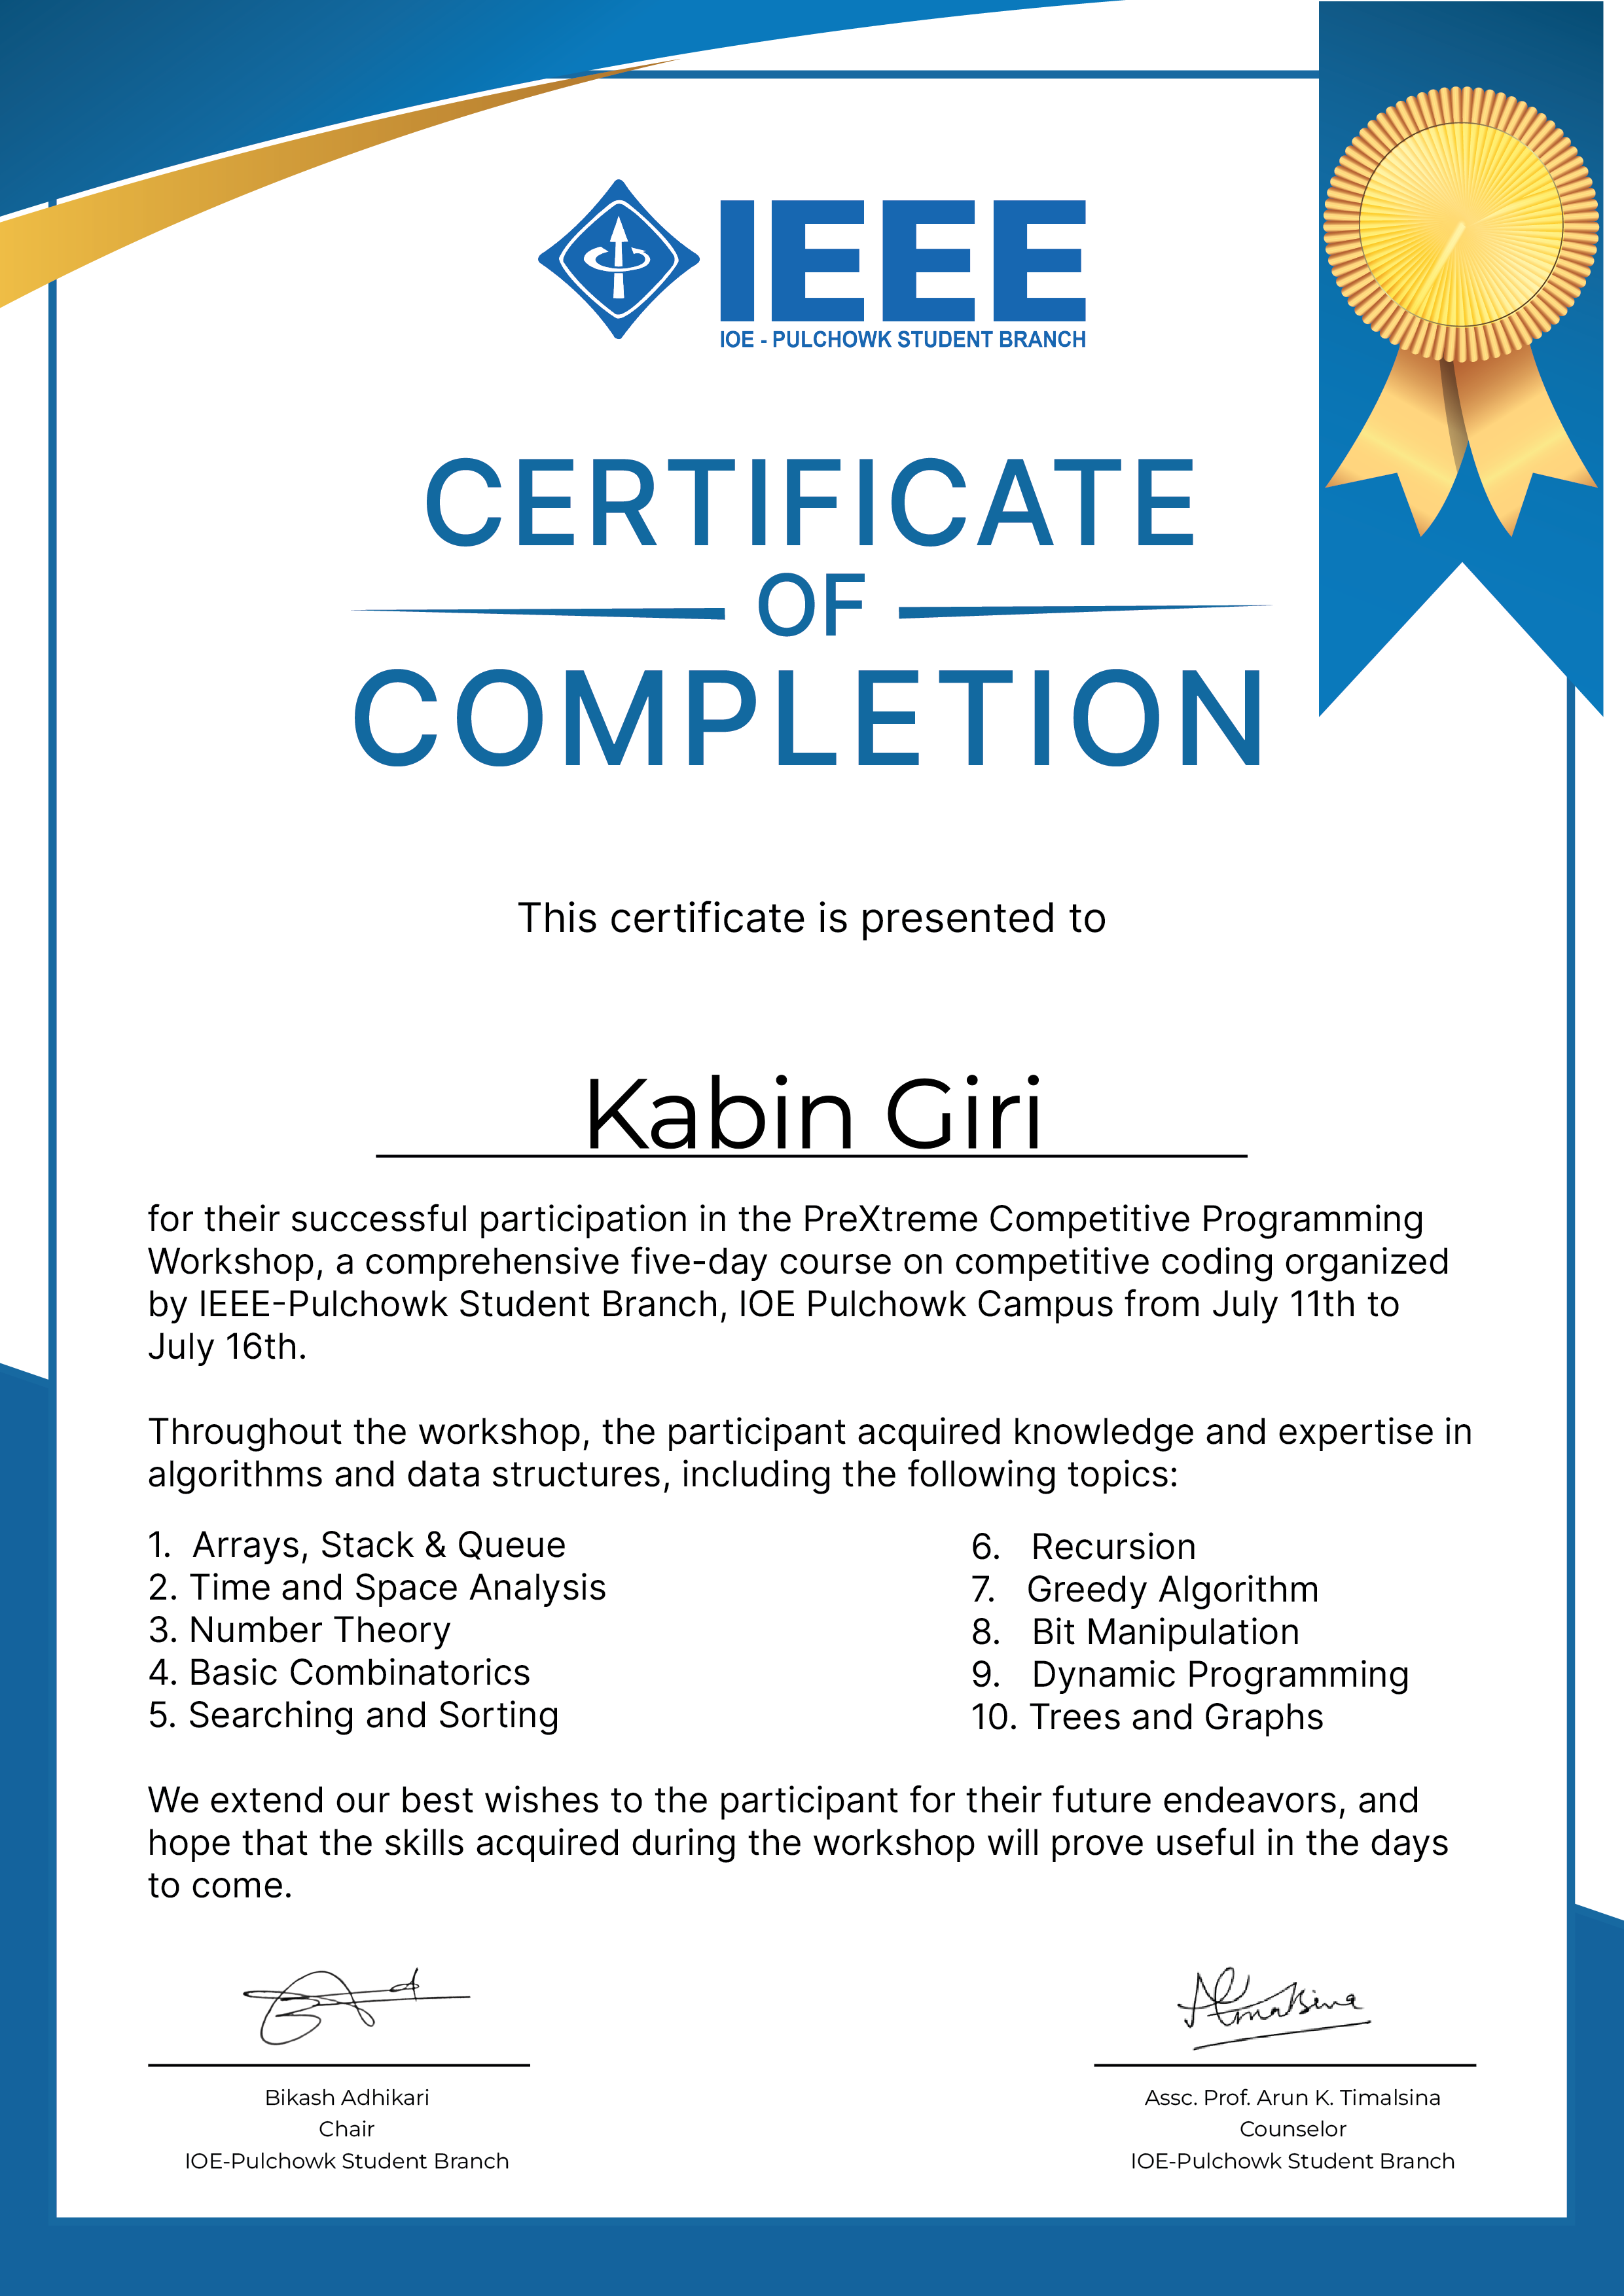 IEEE
IOE - PULCHOWK STUDENT BRANCH
CERTIFICATE
OF
COMPLETION
This certificate is presented to
Kabin Giri
for their successful participation in the PreXtreme Competitive Programming
Workshop, a comprehensive five-day course on competitive coding organized
by IEEE-Pulchowk Student Branch, IOE Pulchowk Campus from July 11th to
July 16th.
Throughout the workshop, the participant acquired knowledge and expertise in
algorithms and data structures, including the following topics:
1. Arrays, Stack & Queue
2. Time and Space Analysis
3. Number Theory
4. Basic Combinatorics
5. Searching and Sorting
6. Recursion
7. Greedy Algorithm
8. Bit Manipulation
9. Dynamic Programming
10. Trees and Graphs
We extend our best wishes to the participant for their future endeavors, and
hope that the skills acquired during the workshop will prove useful in the days
to come.
Bikash Adhikari
Chair
IOE-Pulchowk Student Branch
Assc. Prof. Arun K. Timalsina
Counselor
IOE-Pulchowk Student Branch